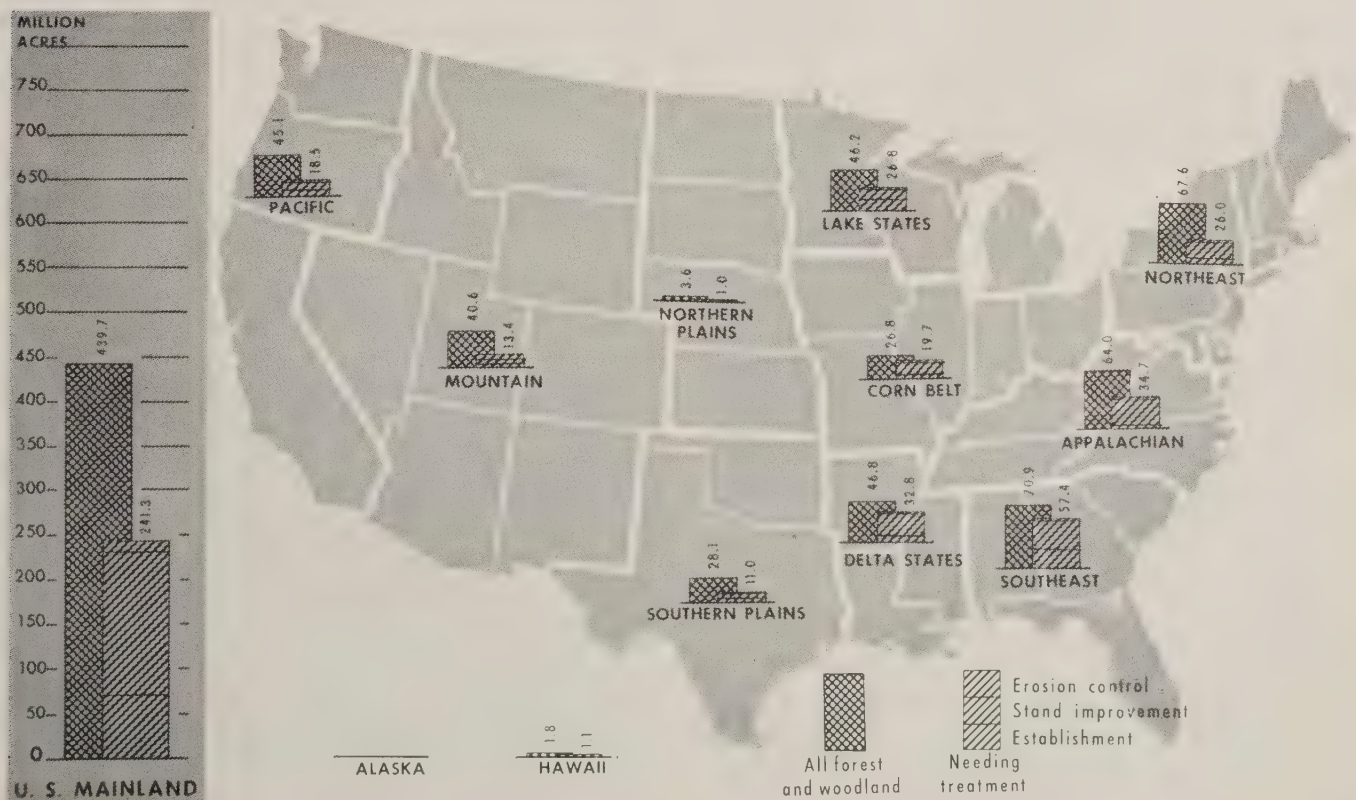 MILLION
ACRES
750
700
650
600
550
500
450
400
350
300
250
200
150
100
50
0
439.7
241.3
U. S. MAINLAND
45.1
18.5
PACIFIC
40.6
13.4
MOUNTAIN
3.6
1.0
NORTHERN
PLAINS
28.1
11.0
SOUTHERN PLAINS
46.2
26.8
LAKE STATES
26.8
19.7
CORN BELT
46.8
32.8
DELTA STATES
67.6
26.0
NORTHEAST
64.0
34.7
APPALACHIAN
70.9
57.4
SOUTHEAST
ALASKA
1.8
1.1
HAWAII
All forest
and woodland
Erosion control
Stand improvement
Establishment
Needing
treatment